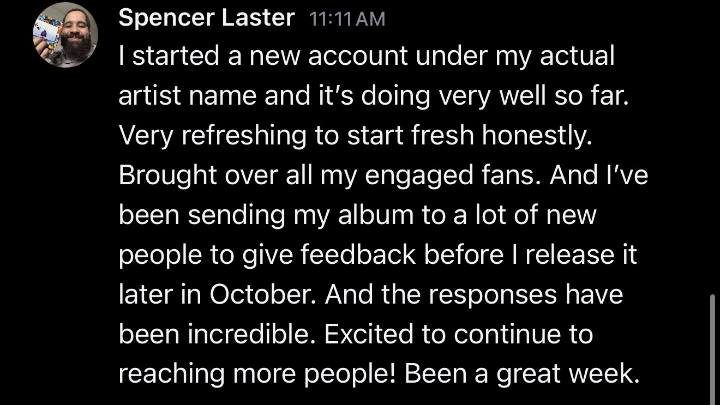 Spencer Laster 11:11 AM
I started a new account under my actual
artist name and it’s doing very well so far.
Very refreshing to start fresh honestly.
Brought over all my engaged fans. And I’ve
been sending my album to a lot of new
people to give feedback before I release it
later in October. And the responses have
been incredible. Excited to continue to
reaching more people! Been a great week.